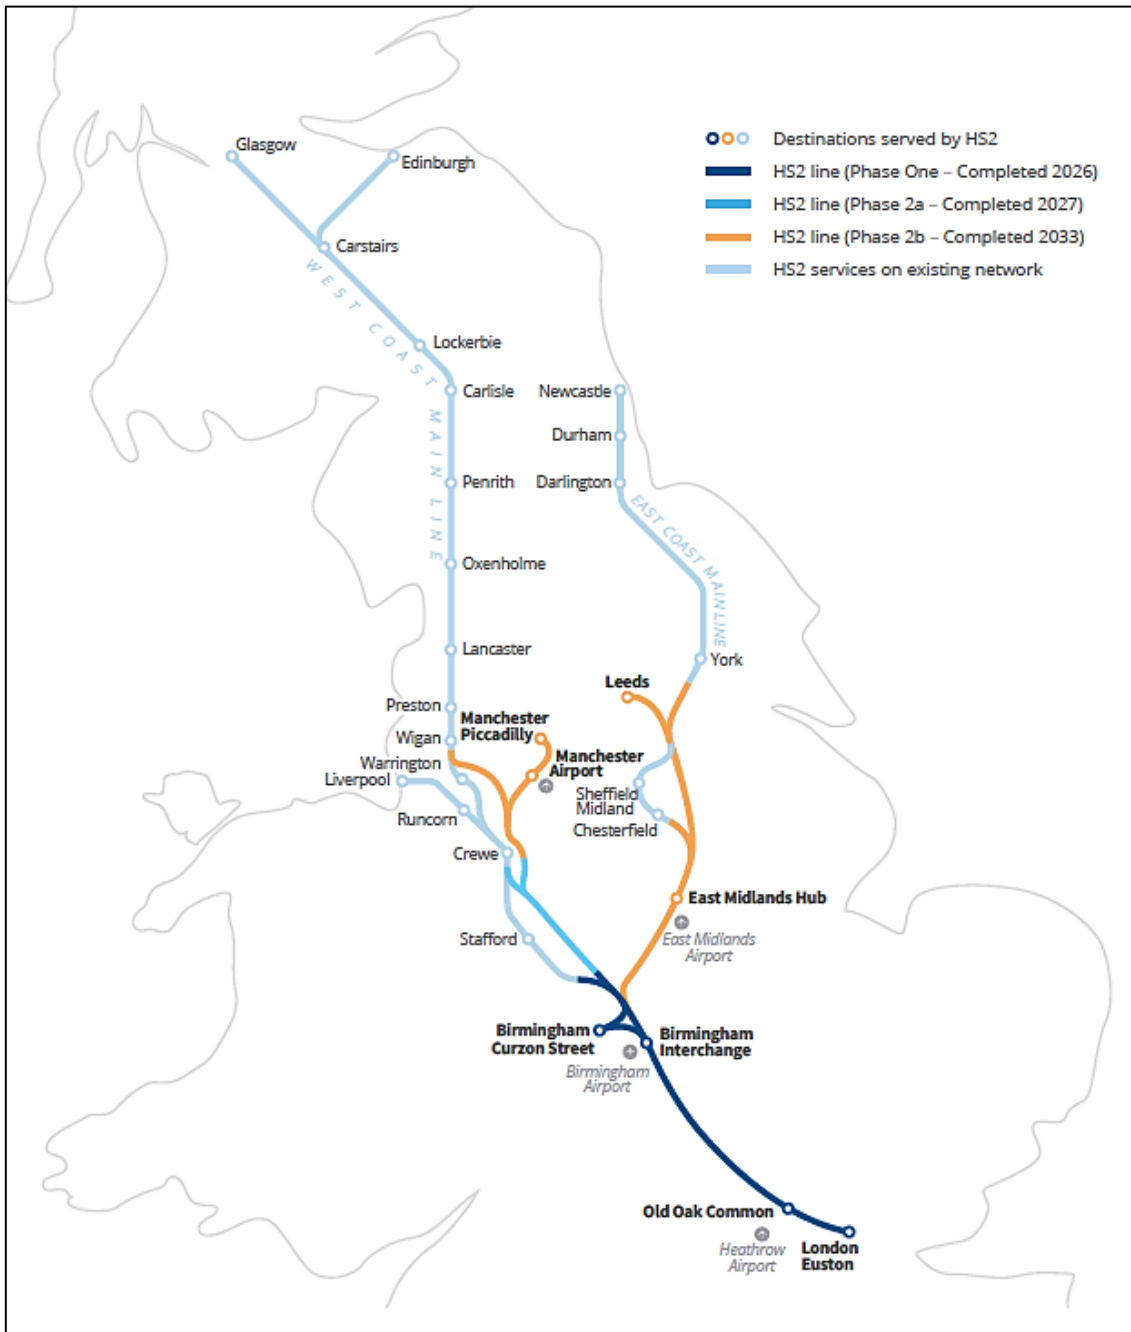 Glasgow
Edinburgh
Destinations served by HS2
HS2 line (Phase One – Completed 2026)
HS2 line (Phase 2a – Completed 2027)
HS2 line (Phase 2b – Completed 2033)
HS2 services on existing network
Carstairs
WEST COAST MAIN LINE
Lockerbie
Carlisle
Newcastle
Durham
Penrith
Darlington
EAST COAST MAIN LINE
Oxenholme
Lancaster
York
Leeds
Preston
Manchester
Piccadilly
Wigan
Manchester
Airport
Warrington
Liverpool
Sheffield
Midland
Runcorn
Chesterfield
Crewe
East Midlands Hub
East Midlands
Airport
Stafford
Birmingham
Curzon Street
Birmingham
Interchange
Birmingham
Airport
Old Oak Common
Heathrow
Airport
London
Euston